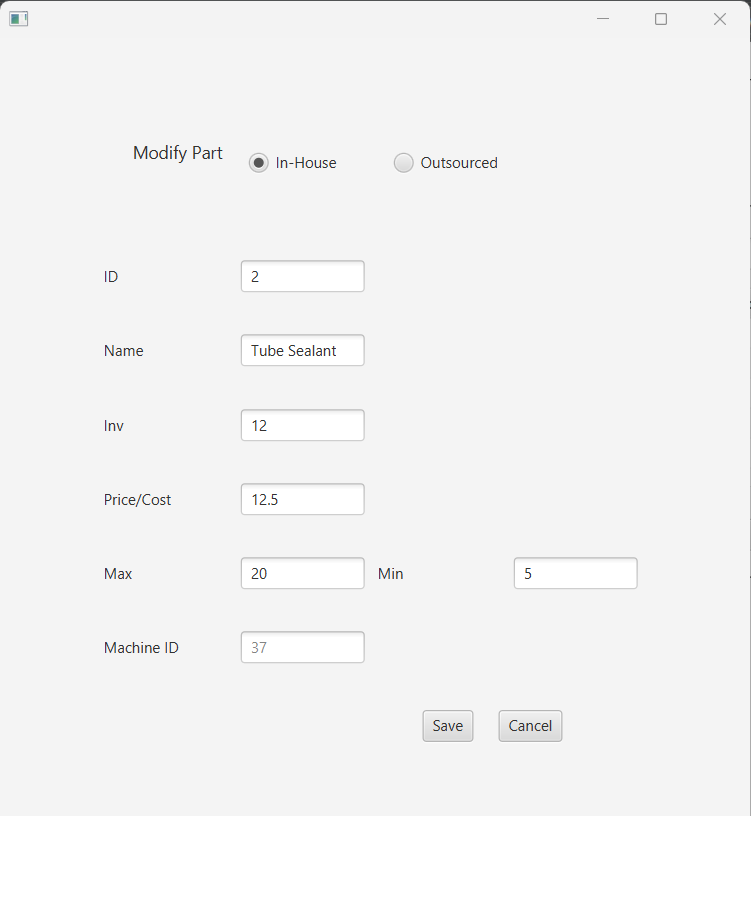 Modify Part In-House Outsourced
ID 2
Name Tube Sealant
Inv 12
Price/Cost 12.5
Max 20 Min 5
Machine ID 37
Save Cancel